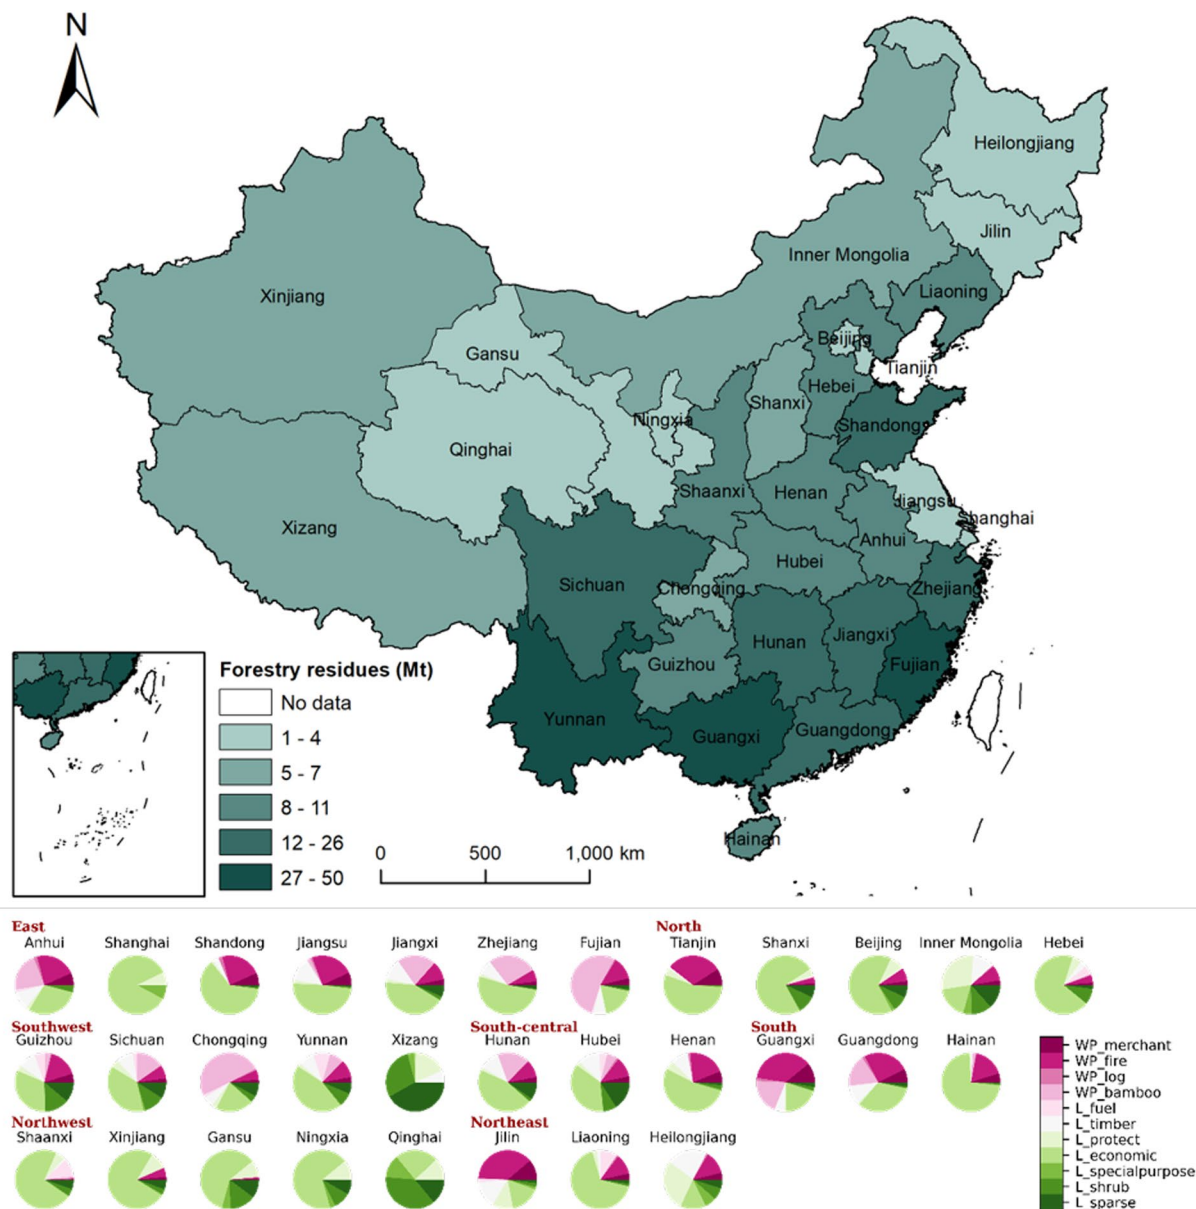 N
Heilongjiang
Jilin
Inner Mongolia
Liaoning
Xinjiang
Beijing
Gansu
Tianjin
Hebei
Shanxi
Ningxia
Shandong
Qinghai
Shaanxi
Henan
Jiangsu
Shanghai
Xizang
Anhui
Hubei
Sichuan
Chongqing
Zhejiang
Hunan
Jiangxi
Guizhou
Fujian
Yunnan
Guangxi
Guangdong
Hainan
Forestry residues (Mt)
No data
1 - 4
5 - 7
8 - 11
12 - 26
27 - 50
0 500 1,000 km
East North
Anhui Shanghai Shandong Jiangsu Jiangxi Zhejiang Fujian Tianjin Shanxi Beijing Inner Mongolia Hebei
Southwest South-central South
Guizhou Sichuan Chongqing Yunnan Xizang Hunan Hubei Henan Guangxi Guangdong Hainan
Northwest Northeast
Shaanxi Xinjiang Gansu Ningxia Qinghai Jilin Liaoning Heilongjiang
WP_merchant
WP_fire
WP_log
WP_bamboo
L_fuel
L_timber
L_protect
L_economic
L_specialpurpose
L_shrub
L_sparse